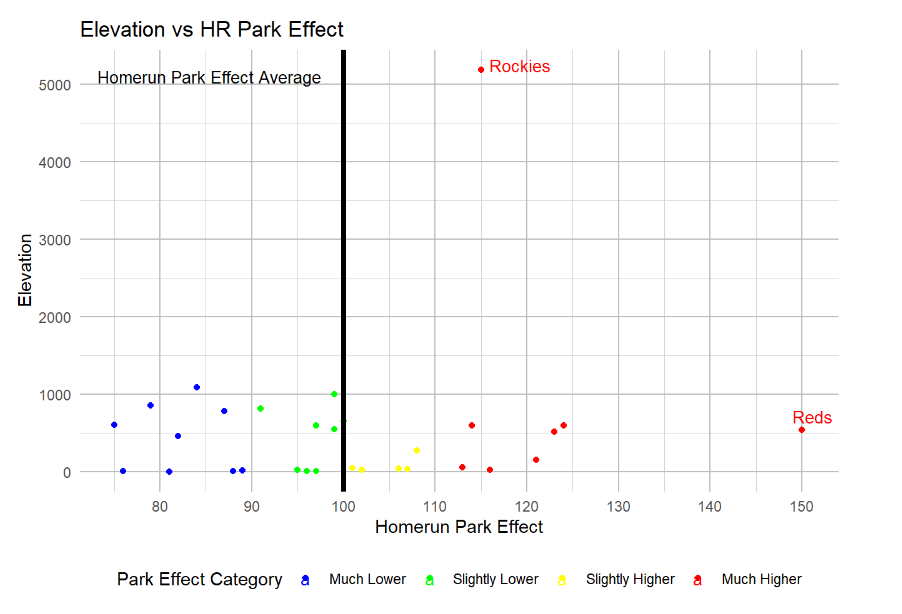 Elevation vs HR Park Effect
Homerun Park Effect Average
Rockies
Reds
Elevation
5000
4000
3000
2000
1000
0
80 90 100 110 120 130 140 150
Homerun Park Effect
Park Effect Category a Much Lower a Slightly Lower a Slightly Higher a Much Higher